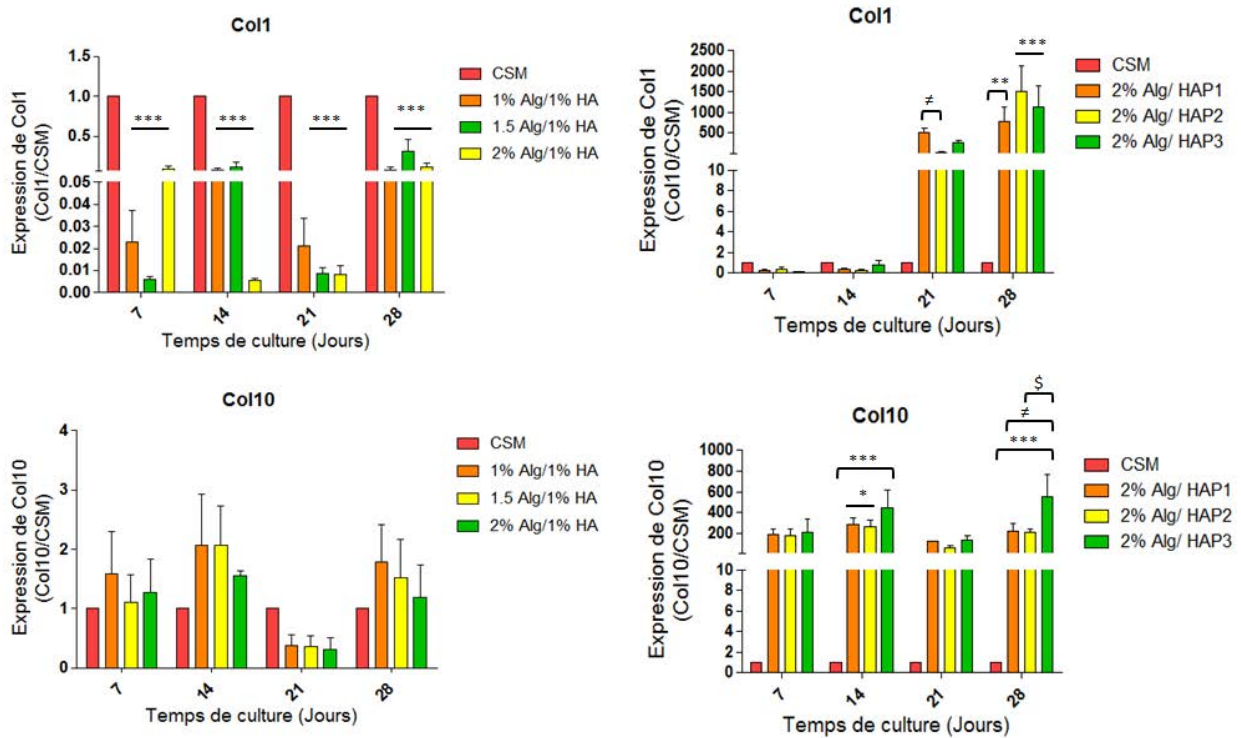 Col1
Expression de Col1
(Col1/CSM)
1.5
1.0
0.5
0.05
0.04
0.03
0.02
0.01
0.00
***
***
***
***
7
14
21
28
Temps de culture (Jours)
CSM
1% Alg/1% HA
1.5 Alg/1% HA
2% Alg/1% HA
Col1
Expression de Col1
(Col10/CSM)
2500
2000
1500
1000
500
10
8
6
4
2
0
≠
**
***
7
14
21
28
Temps de culture (Jours)
CSM
2% Alg/ HAP1
2% Alg/ HAP2
2% Alg/ HAP3
Col10
Expression de Col10
(Col10/CSM)
4
3
2
1
0
7
14
21
28
Temps de culture (Jours)
CSM
1% Alg/1% HA
1.5 Alg/1% HA
2% Alg/1% HA
Col10
Expression de Col10
(Col10/CSM)
1000
800
600
400
200
10
8
6
4
2
0
***
*
$
≠
***
7
14
21
28
Temps de culture (Jours)
CSM
2% Alg/ HAP1
2% Alg/ HAP2
2% Alg/ HAP3